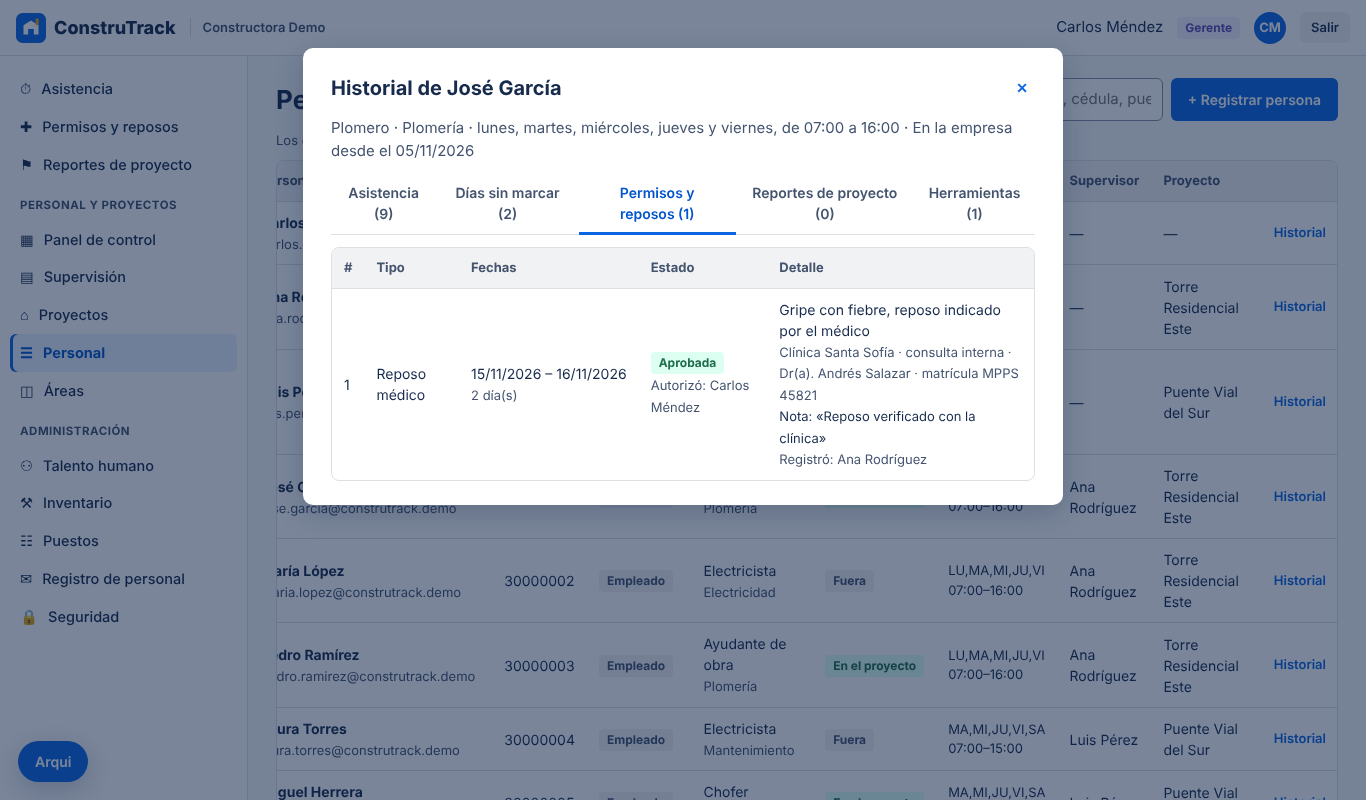 ConstruTrack
Constructora Demo
Carlos Méndez
Gerente
CM
Salir
Asistencia
Permisos y reposos
Reportes de proyecto
PERSONAL Y PROYECTOS
Panel de control
Supervisión
Proyectos
Personal
Áreas
ADMINISTRACIÓN
Talento humano
Inventario
Puestos
Registro de personal
Seguridad
Arqui
+ Registrar persona
Historial de José García
×
Plomero · Plomería · lunes, martes, miércoles, jueves y viernes, de 07:00 a 16:00 · En la empresa
desde el 05/11/2026
Asistencia
(9)
Días sin marcar
(2)
Permisos y
reposos (1)
Reportes de proyecto
(0)
Herramientas
(1)
# Tipo Fechas Estado Detalle
1
Reposo
médico
15/11/2026 – 16/11/2026
2 día(s)
Aprobada
Autorizó: Carlos
Méndez
Gripe con fiebre, reposo indicado
por el médico
Clínica Santa Sofía · consulta interna ·
Dr(a). Andrés Salazar · matrícula MPPS
45821
Nota: «Reposo verificado con la
clínica»
Registró: Ana Rodríguez
, cédula,
Supervisor Proyecto
— — Historial
—
Torre
Residencial
Este
Historial
—
Puente Vial
del Sur
Historial
se.garcia@construtrack.demo
Plomería
07:00–16:00
Ana
Rodríguez
Torre
Residencial
Este
Historial
aría López
aria.lopez@construtrack.demo
30000002
Empleado
Electricista
Electricidad
Fuera
LU,MA,MI,JU,VI
07:00–16:00
Ana
Rodríguez
Torre
Residencial
Este
Historial
edro Ramírez
dro.ramirez@construtrack.demo
30000003
Empleado
Ayudante de
obra
Plomería
En el proyecto
LU,MA,MI,JU,VI
07:00–16:00
Ana
Rodríguez
Torre
Residencial
Este
Historial
ura Torres
ura.torres@construtrack.demo
30000004
Empleado
Electricista
Mantenimiento
Fuera
MA,MI,JU,VI,SA
07:00–15:00
Luis Pérez
Puente Vial
del Sur
Historial
guel Herrera
Chofer
MA,MI,JU,VI,SA
Puente Vial